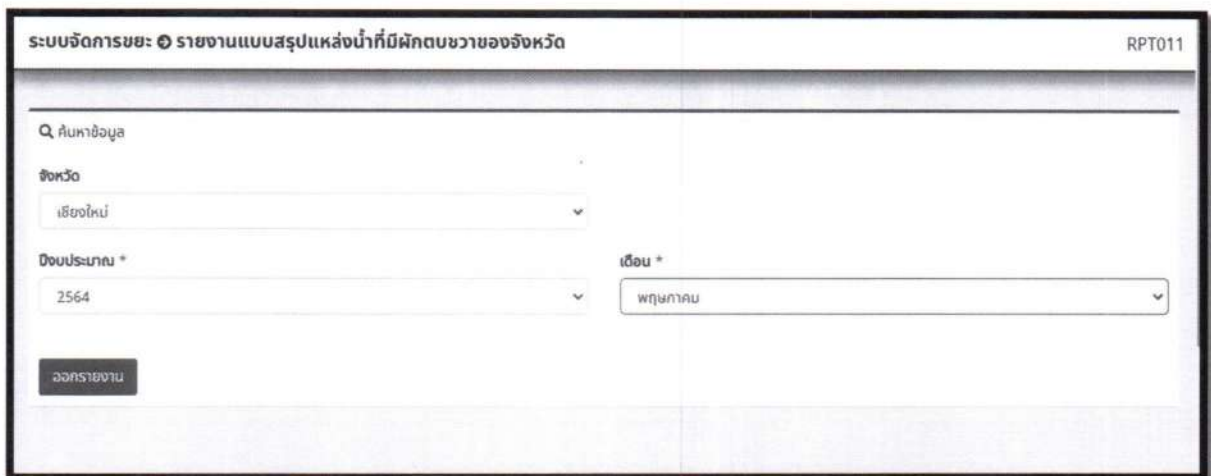 ระบบจัดการขยะ รายงานแบบสรุปแหล่งน้ำที่มีผักตบชวาของจังหวัด
RPT011
ค้นหาข้อมูล
จังหวัด
เชียงใหม่
ปีงบประมาณ *
เดือน *
2564
พฤษภาคม
ออกรายงาน